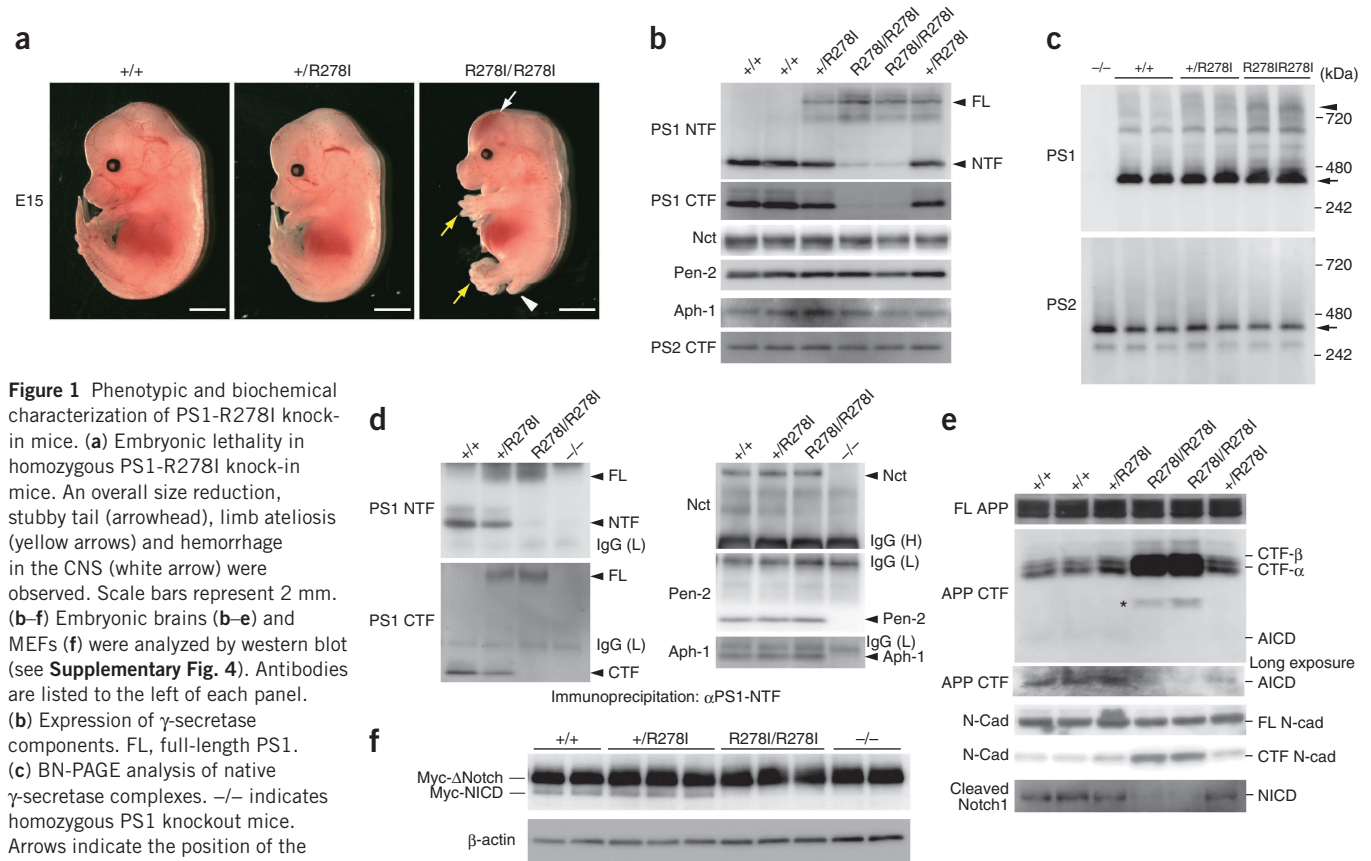 a
+/+
+/R278I
R278I/R278I
E15
b
+/+
+/+
+/R278I
R278I/R278I
R278I/R278I
+/R278I
PS1 NTF
FL
NTF
PS1 CTF
Nct
Pen-2
Aph-1
PS2 CTF
c
–/–
+/+
+/R278I
R278IR278I
(kDa)
PS1
720
480
242
PS2
720
480
242
Figure 1 Phenotypic and biochemical
characterization of PS1-R278I knock-
in mice. (a) Embryonic lethality in
homozygous PS1-R278I knock-in
mice. An overall size reduction,
stubby tail (arrowhead), limb ateliosis
(yellow arrows) and hemorrhage
in the CNS (white arrow) were
observed. Scale bars represent 2 mm.
(b–f) Embryonic brains (b–e) and
MEFs (f) were analyzed by western blot
(see Supplementary Fig. 4). Antibodies
are listed to the left of each panel.
(b) Expression of γ-secretase
components. FL, full-length PS1.
(c) BN-PAGE analysis of native
γ-secretase complexes. –/– indicates
homozygous PS1 knockout mice.
Arrows indicate the position of the
d
+/+
+/R278I
R278I/R278I
–/–
PS1 NTF
FL
NTF
IgG (L)
PS1 CTF
FL
IgG (L)
CTF
+/+
+/R278I
R278I/R278I
–/–
Nct
Nct
IgG (H)
Pen-2
IgG (L)
Pen-2
Aph-1
IgG (L)
Aph-1
Immunoprecipitation: αPS1-NTF
e
+/+
+/+
+/R278I
R278I/R278I
R278I/R278I
+/R278I
FL APP
APP CTF
CTF-β
CTF-α
*
AICD
Long exposure
APP CTF
AICD
N-Cad
FL N-cad
N-Cad
CTF N-cad
Cleaved
Notch1
NICD
f
+/+
+/R278I
R278I/R278I
–/–
Myc-ΔNotch
Myc-NICD
β-actin